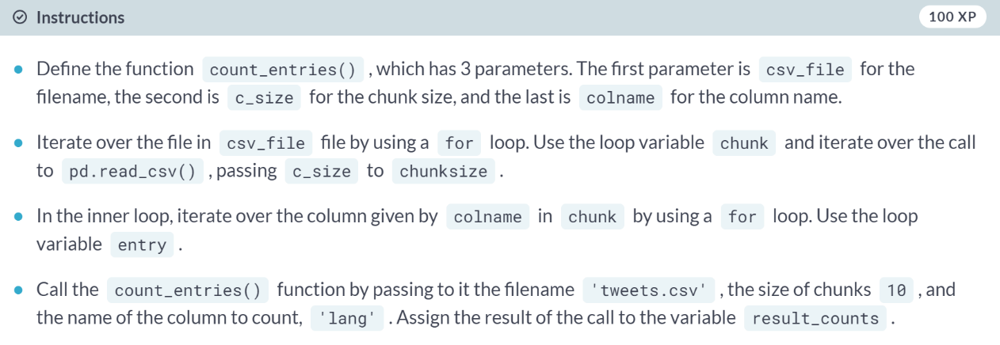 Instructions 100 XP
Define the function count_entries() , which has 3 parameters. The first parameter is csv_file for the
filename, the second is c_size for the chunk size, and the last is colname for the column name.
Iterate over the file in csv_file file by using a for loop. Use the loop variable chunk and iterate over the call
to pd.read_csv() , passing c_size to chunksize .
In the inner loop, iterate over the column given by colname in chunk by using a for loop. Use the loop
variable entry .
Call the count_entries() function by passing to it the filename 'tweets.csv' , the size of chunks 10 , and
the name of the column to count, 'lang' . Assign the result of the call to the variable result_counts .